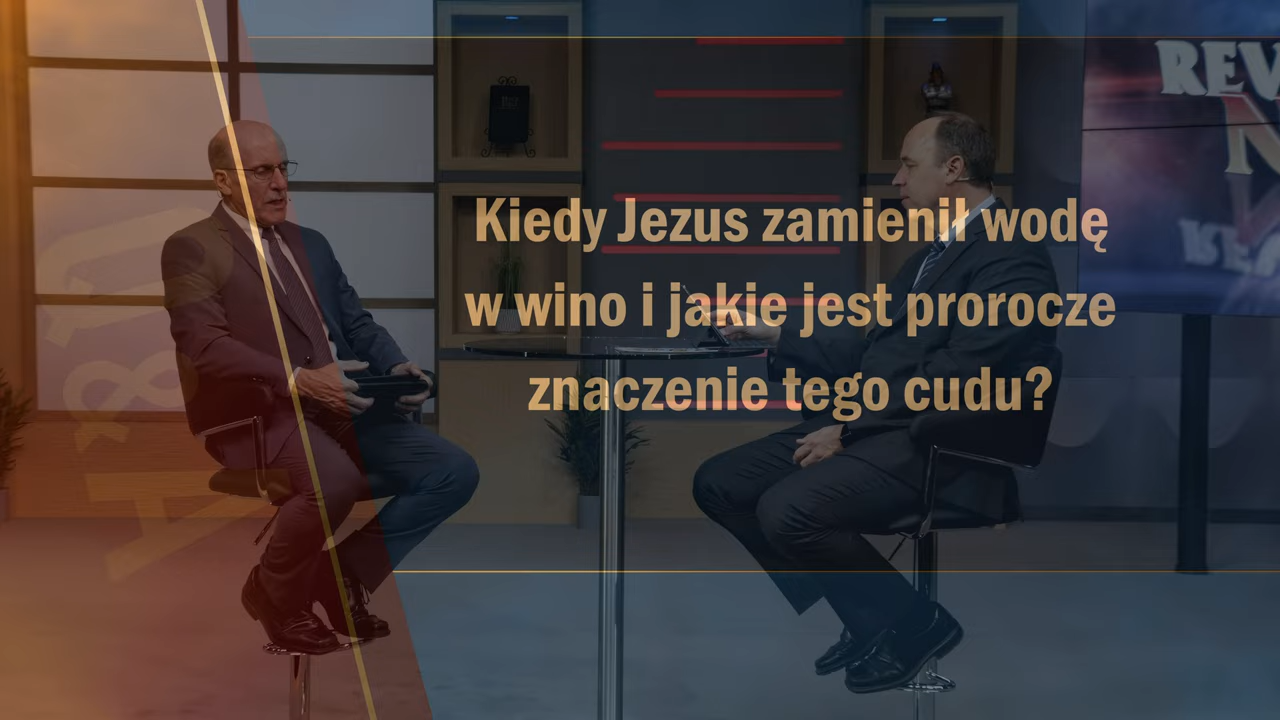 Kiedy Jezus zamienił wodę
w wino i jakie jest prorocze
znaczenie tego cudu?